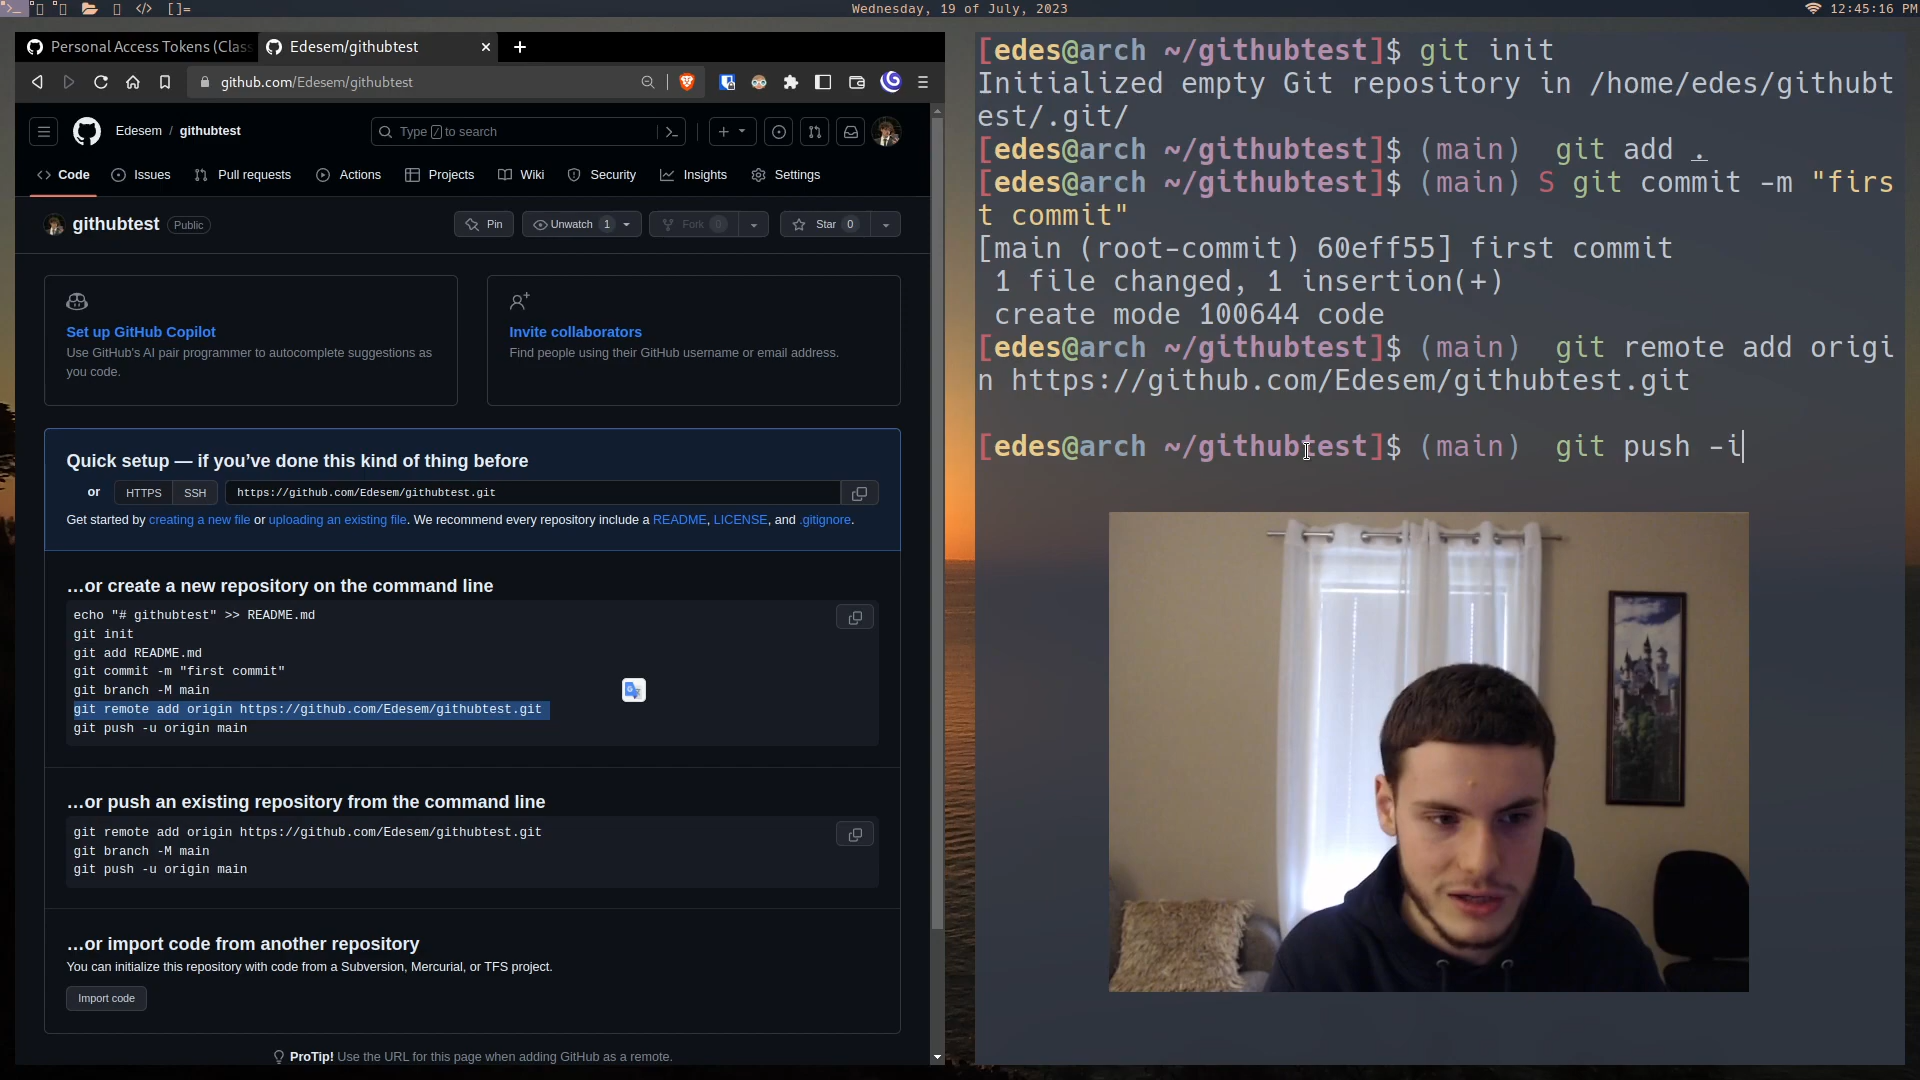 Wednesday, 19 of July, 2023
12:45:16 PM
Personal Access Tokens (Clas
Edesem/githubtest
github.com/Edesem/githubtest
Edesem / githubtest
Type / to search
Code
Issues
Pull requests
Actions
Projects
Wiki
Security
Insights
Settings
githubtest
Public
Pin
Unwatch 1
Fork 0
Star 0
Set up GitHub Copilot
Use GitHub's AI pair programmer to autocomplete suggestions as
you code.
Invite collaborators
Find people using their GitHub username or email address.
Quick setup — if you’ve done this kind of thing before
or HTTPS SSH https://github.com/Edesem/githubtest.git
Get started by creating a new file or uploading an existing file. We recommend every repository include a README, LICENSE, and .gitignore.
…or create a new repository on the command line
echo "# githubtest" >> README.md
git init
git add README.md
git commit -m "first commit"
git branch -M main
git remote add origin https://github.com/Edesem/githubtest.git
git push -u origin main
…or push an existing repository from the command line
git remote add origin https://github.com/Edesem/githubtest.git
git branch -M main
git push -u origin main
…or import code from another repository
You can initialize this repository with code from a Subversion, Mercurial, or TFS project.
Import code
ProTip! Use the URL for this page when adding GitHub as a remote.
[edes@arch ~/githubtest]$ git init
Initialized empty Git repository in /home/edes/githubt
est/.git/
[edes@arch ~/githubtest]$ (main)  git add .
[edes@arch ~/githubtest]$ (main) S git commit -m "firs
t commit"
[main (root-commit) 60eff55] first commit
 1 file changed, 1 insertion(+)
 create mode 100644 code
[edes@arch ~/githubtest]$ (main)  git remote add origi
n https://github.com/Edesem/githubtest.git
[edes@arch ~/githubtest]$ (main)  git push -i